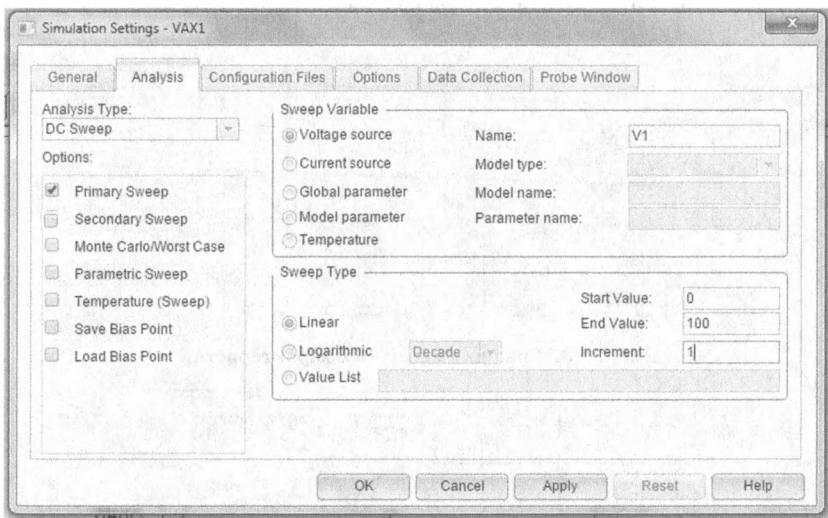 Simulation Settings - VAX1
General Analysis Configuration Files Options Data Collection Probe Window
Analysis Type:
DC Sweep
Options:
Primary Sweep
Secondary Sweep
Monte Carlo/Worst Case
Parametric Sweep
Temperature (Sweep)
Save Bias Point
Load Bias Point
Sweep Variable
Voltage source Name: V1
Current source Model type:
Global parameter Model name:
Model parameter Parameter name:
Temperature
Sweep Type
Start Value: 0
Linear End Value: 100
Logarithmic Decade Increment: 1
Value List
OK Cancel Apply Reset Help